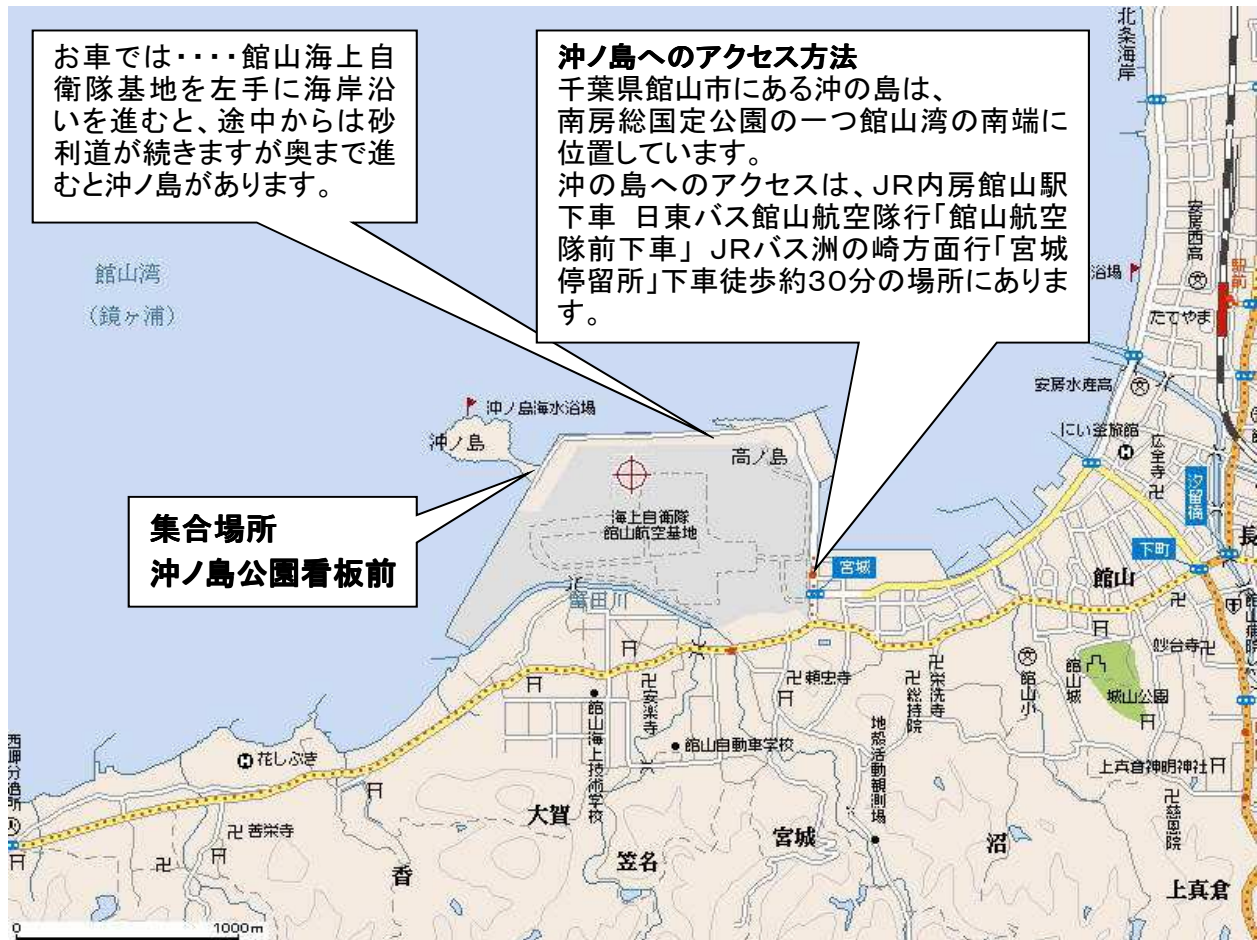 お車では・・・・館山海上自
衛隊基地を左手に海岸沿
いを進むと、途中からは砂
利道が続きますが奥まで進
むと沖ノ島があります。
沖ノ島へのアクセス方法
千葉県館山市にある沖の島は、
南房総国定公園の一つ館山湾の南端に
位置しています。
沖の島へのアクセスは、JR内房館山駅
下車 日東バス館山航空隊行「館山航空
隊前下車」 JRバス洲の崎方面行「宮城
停留所」下車徒歩約30分の場所にありま
す。
北条海岸
安房西高
駅前
浴場
たてやま
館山湾
(鏡ヶ浦)
安房水産高
沖ノ島海水浴場
沖ノ島
高ノ島
にい釜旅館
広全寺
汐留橋
長
集合場所
沖ノ島公園看板前
海上自衛隊
館山航空基地
宮城
下町
館山
館山病院
妙台寺
頼忠寺
総持院
栄洗寺
館山小
館山城
城山公園
安楽寺
館山海上技術学校
館山自動車学校
地殻活動観測場
上真倉神明神社
慈恩院
花しぶき
善栄寺
大賀
香
笠名
宮城
沼
上真倉
0
1000m